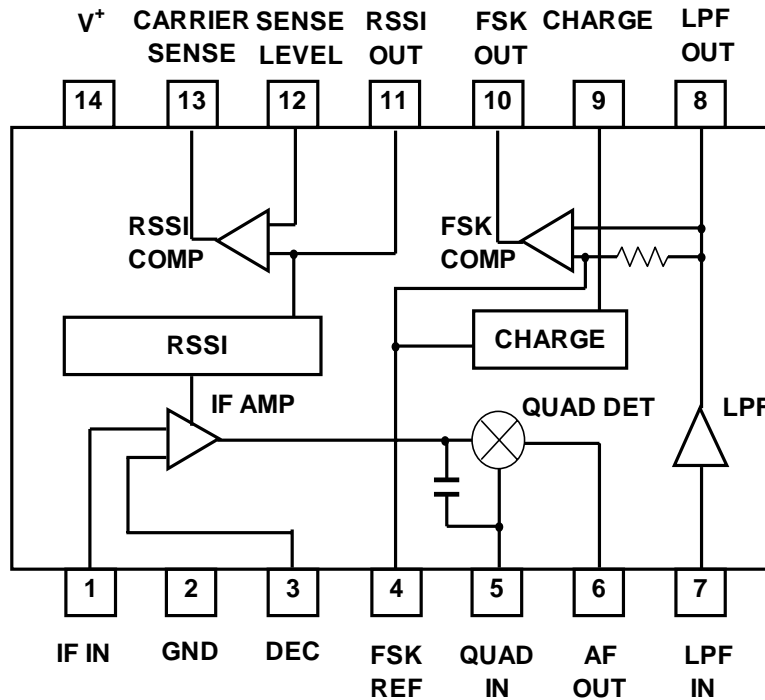 V+
CARRIER SENSE
SENSE LEVEL
RSSI OUT
FSK OUT
CHARGE
LPF OUT
14
13
12
11
10
9
8
RSSI COMP
FSK COMP
RSSI
CHARGE
IF AMP
QUAD DET
LPF
1
2
3
4
5
6
7
IF IN
GND
DEC
FSK REF
QUAD IN
AF OUT
LPF IN